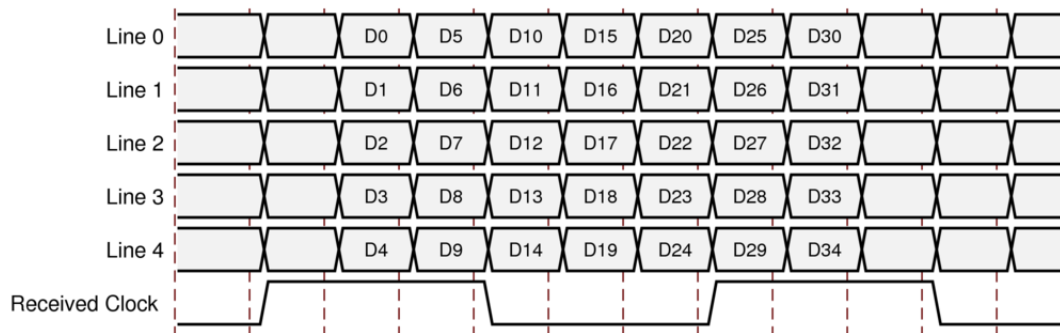 Line 0 D0 D5 D10 D15 D20 D25 D30
Line 1 D1 D6 D11 D16 D21 D26 D31
Line 2 D2 D7 D12 D17 D22 D27 D32
Line 3 D3 D8 D13 D18 D23 D28 D33
Line 4 D4 D9 D14 D19 D24 D29 D34
Received Clock